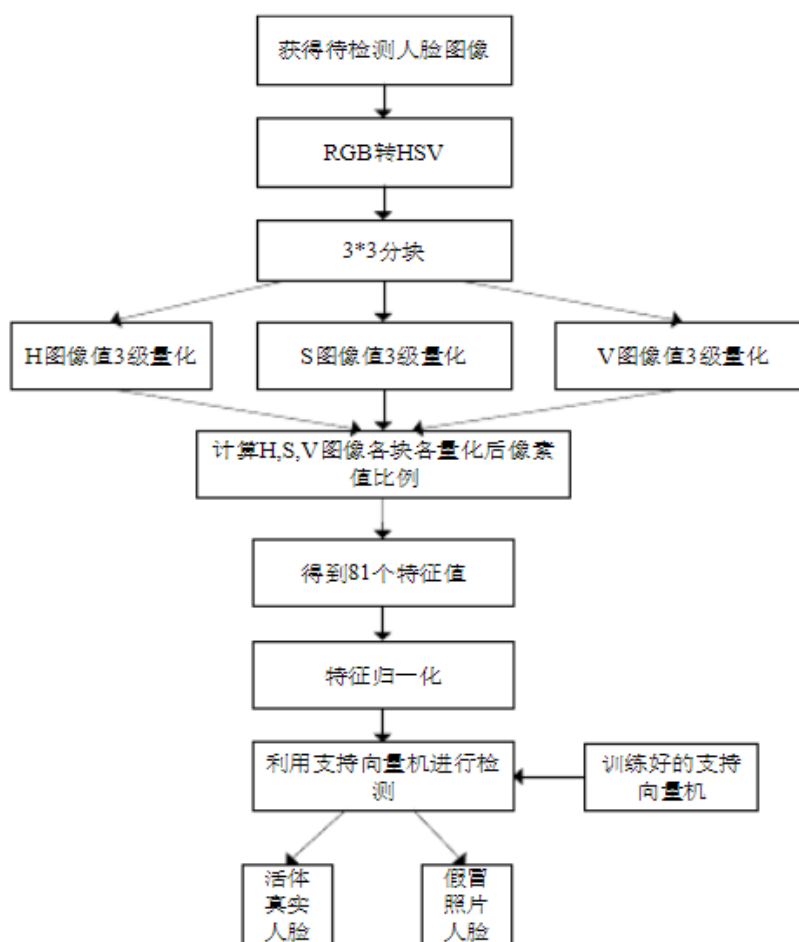 获得待检测人脸图像
RGB转HSV
3*3分块
H图像值3级量化
S图像值3级量化
V图像值3级量化
计算H,S,V图像各块各量化后像素
值比例
得到81个特征值
特征归一化
利用支持向量机进行检
测
训练好的支持
向量机
活体
真实
人脸
假冒
照片
人脸